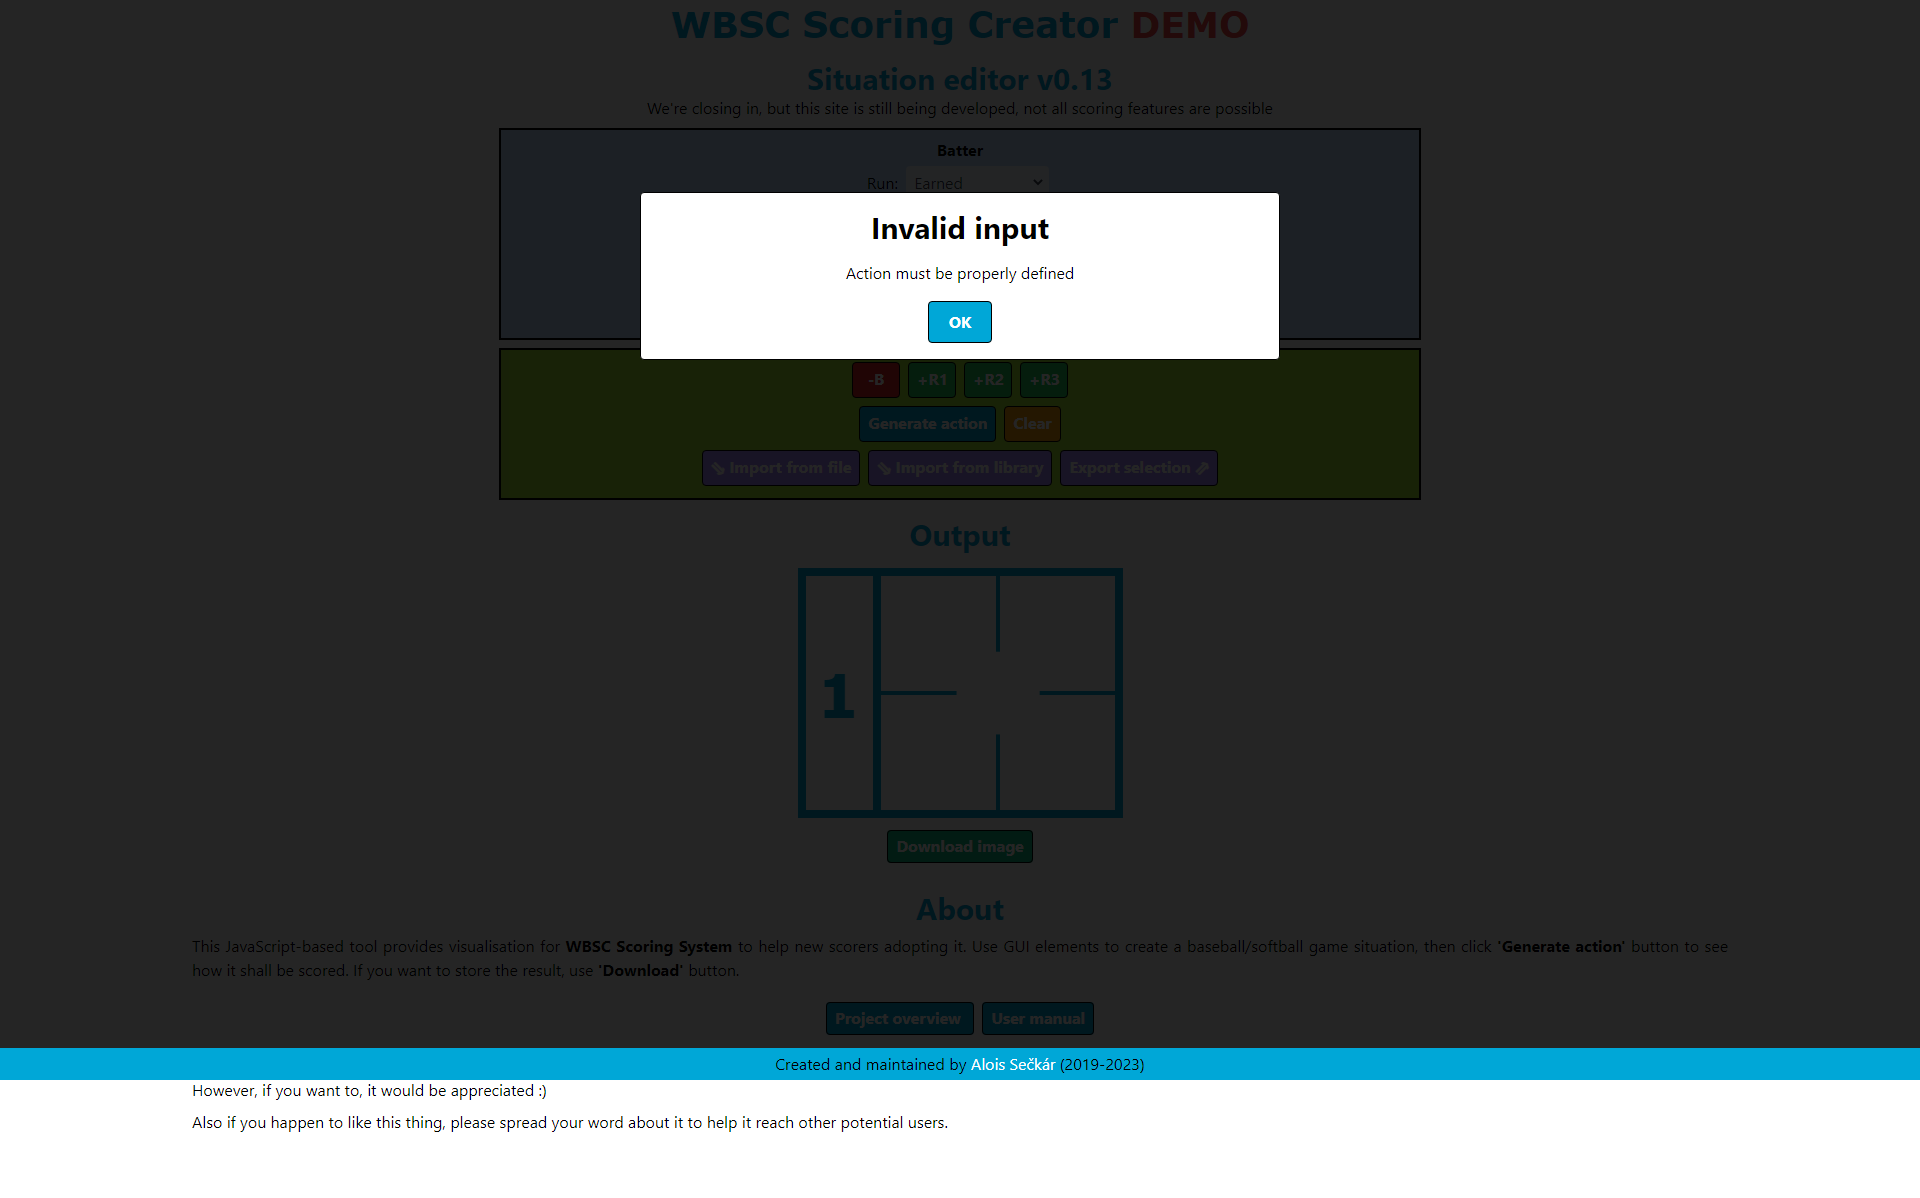 WBSC Scoring Creator DEMO
Situation editor v0.13
We're closing in, but this site is still being developed, not all scoring features are possible
Batter
Run: Earned
Invalid input
Action must be properly defined
OK
-B +R1 +R2 +R3
Generate action Clear
⇘ Import from file ⇘ Import from library Export selection ⇗
Output
1
Download image
About
This JavaScript-based tool provides visualisation for WBSC Scoring System to help new scorers adopting it. Use GUI elements to create a baseball/softball game situation, then click 'Generate action' button to see
how it shall be scored. If you want to store the result, use 'Download' button.
Project overview User manual
Created and maintained by Alois Sečkár (2019-2023)
However, if you want to, it would be appreciated :)
Also if you happen to like this thing, please spread your word about it to help it reach other potential users.